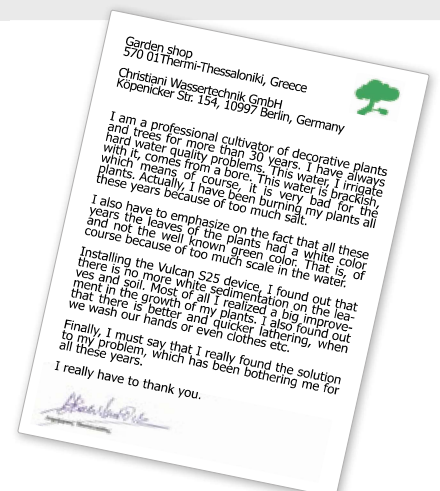 Garden shop
570 01Thermi-Thessaloniki, Greece
Christiani Wassertechnik GmbH
Köpenicker Str. 154, 10997 Berlin, Germany
I am a professional cultivator of decorative plants
and trees for more than 30 years. I have always
hard water quality problems. This water, I irrigate
with it, comes from a bore. This water is brackish,
which means of course, it is very bad for the
plants. Actually, I have been burning my plants all
these years because of too much salt.
I also have to emphasize on the fact that all these
years the leaves of the plants had a white color
and not the well known green color. That is, of
course because of too much scale in the water.
Installing the Vulcan S25 device, I found out that
there is no more white sedimentation on the lea-
ves and soil. Most of all I realized a big improve-
ment in the growth of my plants. I also found out
that there is better and quicker lathering, when
we wash our hands or even clothes etc.
Finally, I must say that I really found the solution
to my problem, which has been bothering me for
all these years.
I really have to thank you.